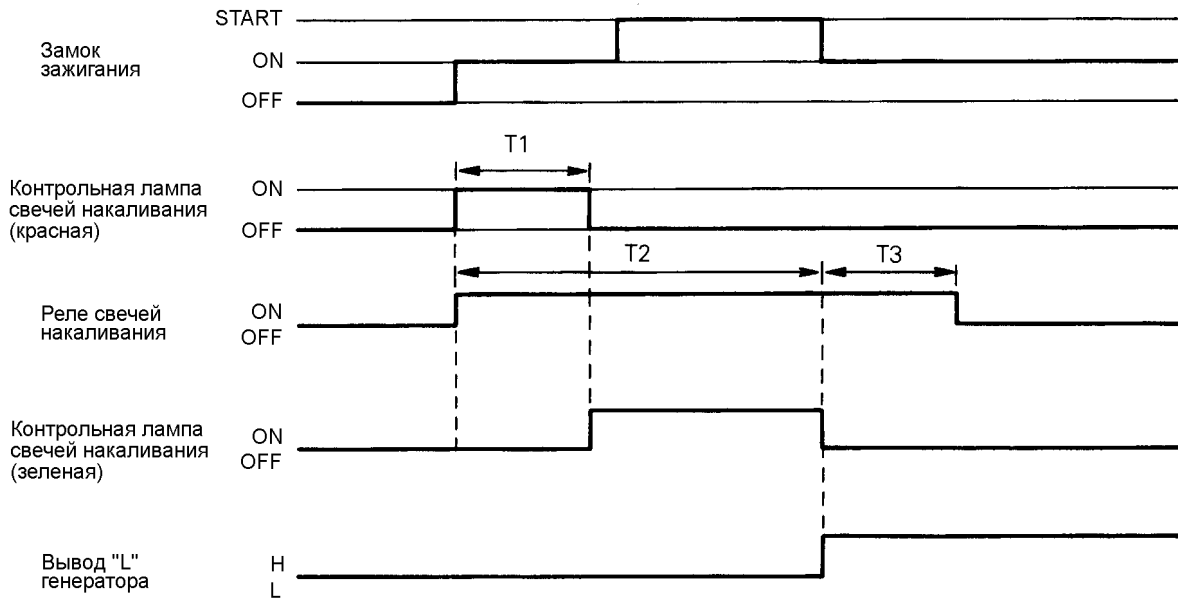 START
Замок
зажигания
ON
OFF
T1
Контрольная лампа
свечей накаливания
(красная)
ON
OFF
T2
T3
Реле свечей
накаливания
ON
OFF
Контрольная лампа
свечей накаливания
(зеленая)
ON
OFF
Вывод "L"
генератора
H
L